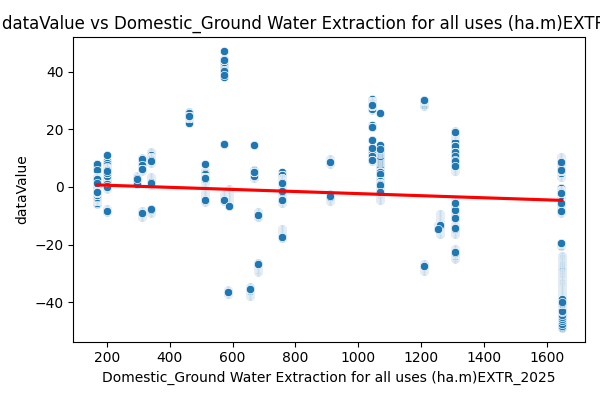 dataValue vs Domestic_Ground Water Extraction for all uses (ha.m)EXTR
40
20
0
−20
−40
dataValue
200 400 600 800 1000 1200 1400 1600
Domestic_Ground Water Extraction for all uses (ha.m)EXTR_2025